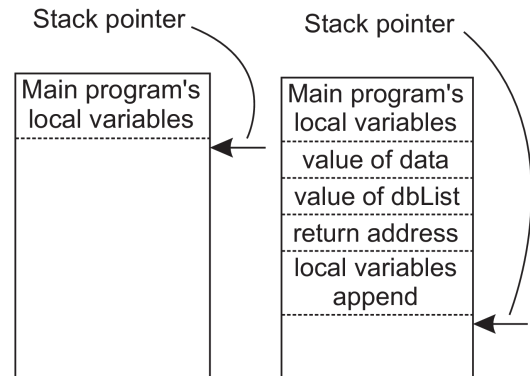 Stack pointer
Main program's
local variables
Stack pointer
Main program's
local variables
value of data
value of dbList
return address
local variables
append